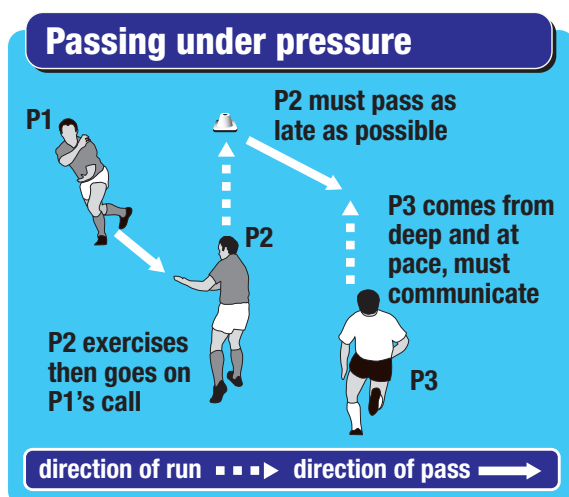 Passing under pressure
P1
P2 must pass as
late as possible
P2
P3 comes from
deep and at
pace, must
communicate
P2 exercises
then goes on
P1's call
P3
direction of run
direction of pass